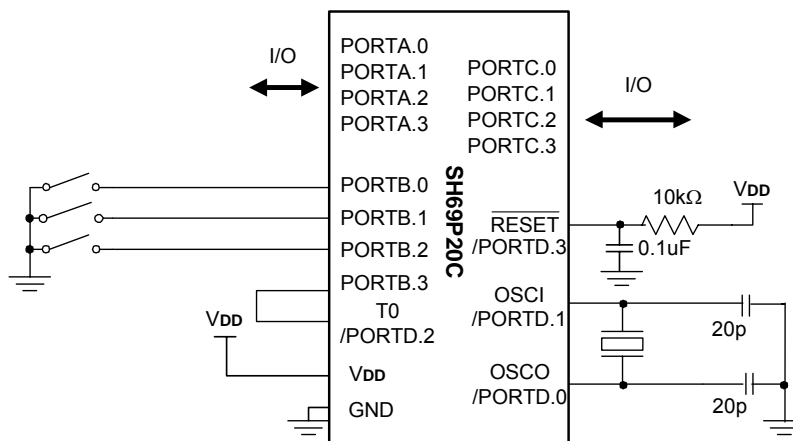 I/O
PORTA.0
PORTA.1
PORTA.2
PORTA.3
PORTB.0
PORTB.1
PORTB.2
PORTB.3
T0
/PORTD.2
VDD
VDD
GND
SH69P20C
PORTC.0
PORTC.1
PORTC.2
PORTC.3
I/O
RESET
/PORTD.3
10kΩ
VDD
0.1uF
OSCI
/PORTD.1
20p
OSCO
/PORTD.0
20p